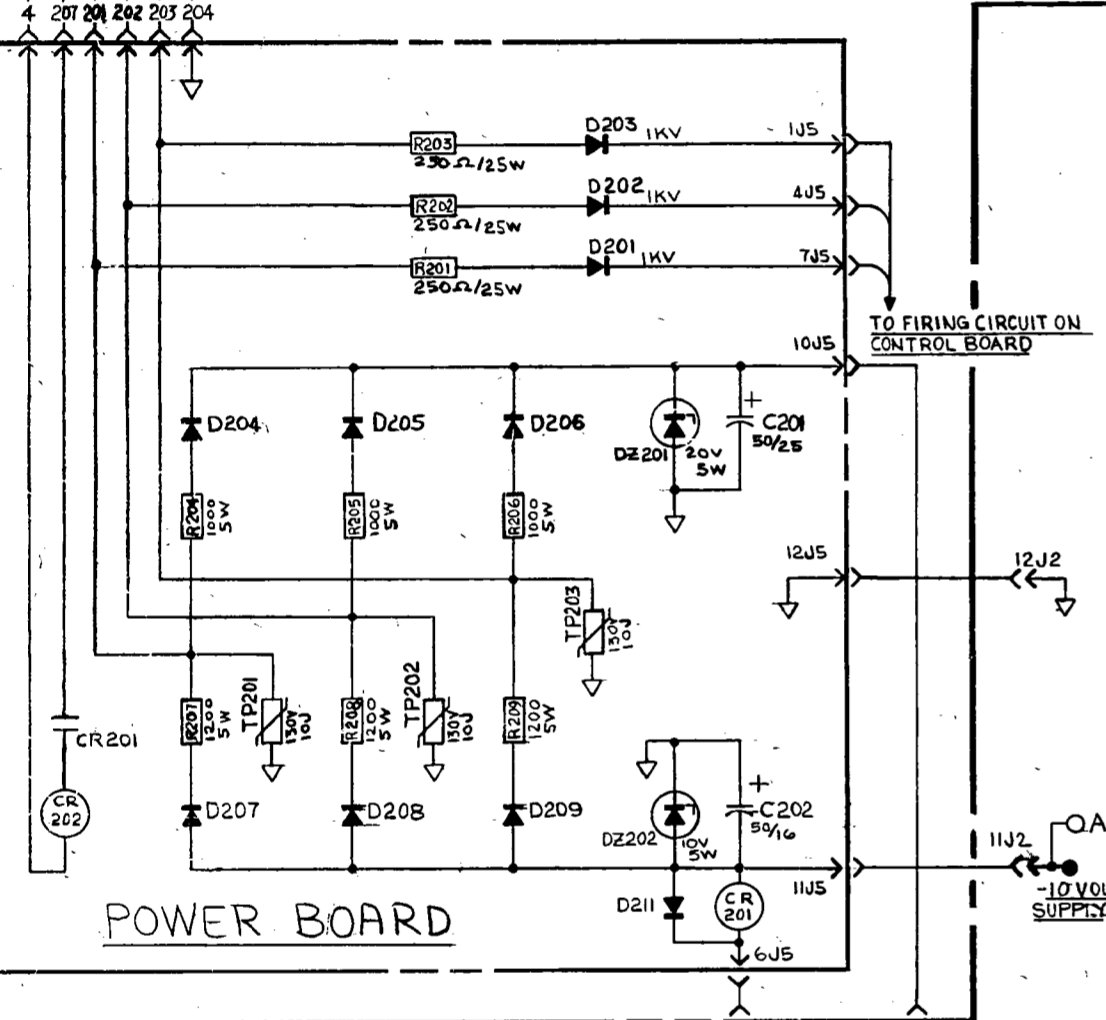 4 207 201 202 203 204
D203
1KV
1J5
R203
250Ω/25W
D202
1KV
4J5
R202
250Ω/25W
D201
1KV
7J5
R201
250Ω/25W
TO FIRING CIRCUIT ON
CONTROL BOARD
10J5
D204
D205
D206
DZ201
20V
5W
+
C201
50/25
R204
1000
5W
R205
1000
5W
R206
1000
5W
12J5
12J2
TP203
130V
10J
TP201
130V
10J
TP202
130V
10J
R207
1200
5W
R208
1200
5W
R209
1200
5W
CR201
CR
202
D207
D208
D209
DZ202
10V
5W
+
C202
50/16
11J5
11J2
QA
-10 VOL
SUPPLY
D211
CR
201
6J5
POWER BOARD